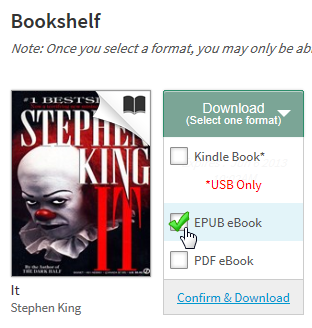 Bookshelf
Note: Once you select a format, you may only be ab
#1 BESTS
STEPHEN
KING
IT
By the Author of
THE DARK HALF
Download
(Select one format)
Kindle Book*
*USB Only
EPUB eBook
PDF eBook
Confirm & Download
It
Stephen King